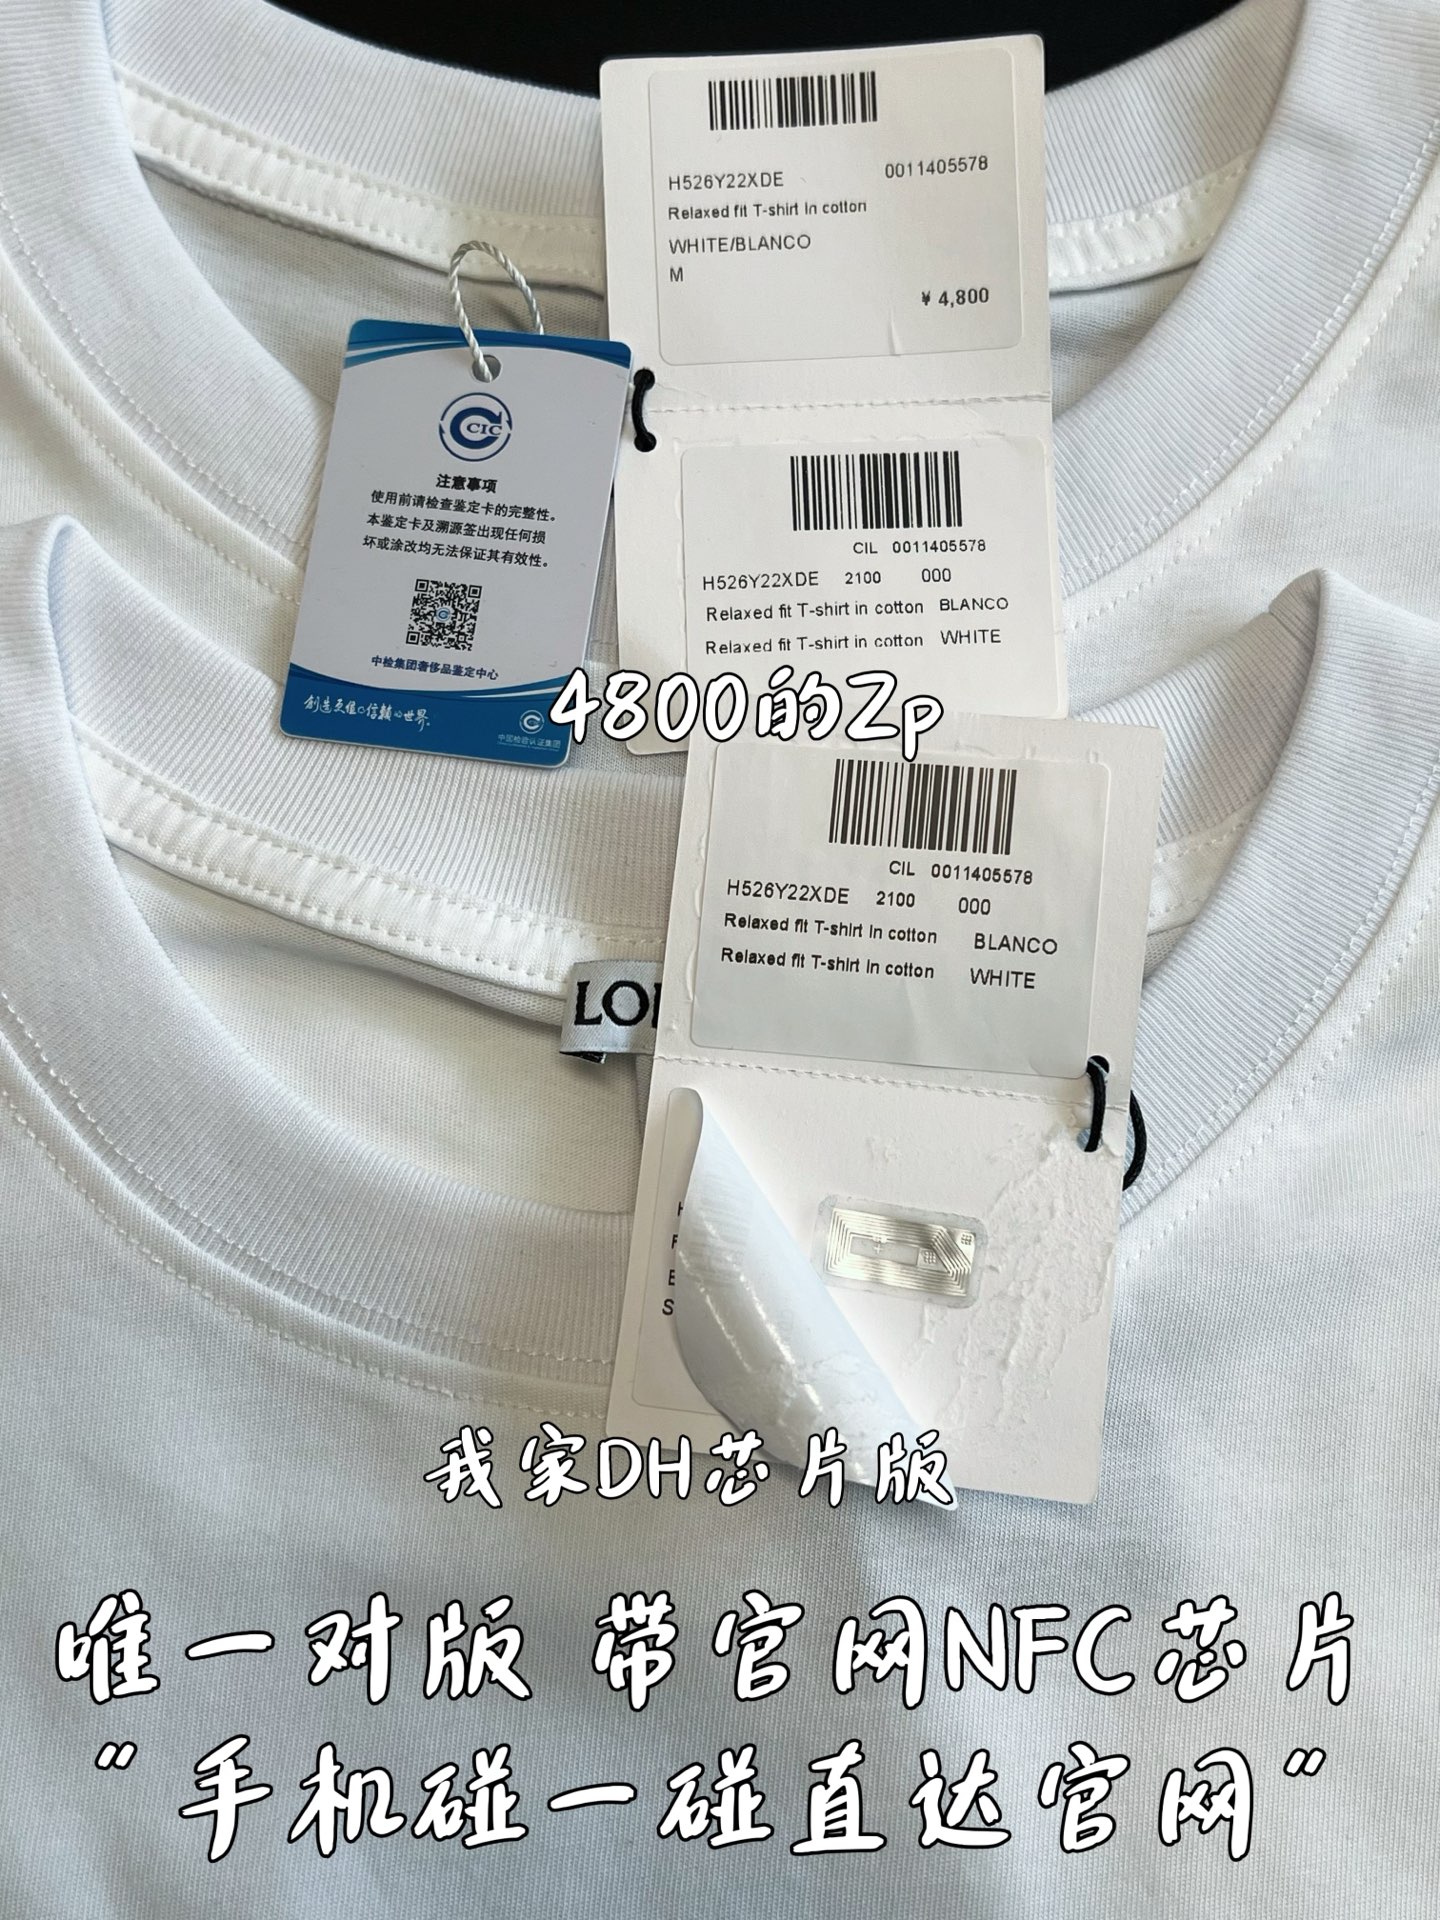 H526Y22XDE 0011405578
Relaxed fit T-shirt in cotton
WHITE/BLANCO
M
¥ 4,800
CIC
注意事项
使用前请检查鉴定卡的完整性。
本鉴定卡及溯源签出现任何损
坏或涂改均无法保证其有效性。
中检集团奢侈品鉴定中心
创造更值得信赖的世界
中国检验认证集团
CIL 0011405578
H526Y22XDE 2100 000
Relaxed fit T-shirt in cotton BLANCO
Relaxed fit T-shirt in cotton WHITE
4800的Zp
CIL 0011405578
H526Y22XDE 2100 000
Relaxed fit T-shirt in cotton BLANCO
Relaxed fit T-shirt in cotton WHITE
LO
S
我家DH芯片版
唯一对版 带官网NFC芯片
“手机碰一碰直达官网”